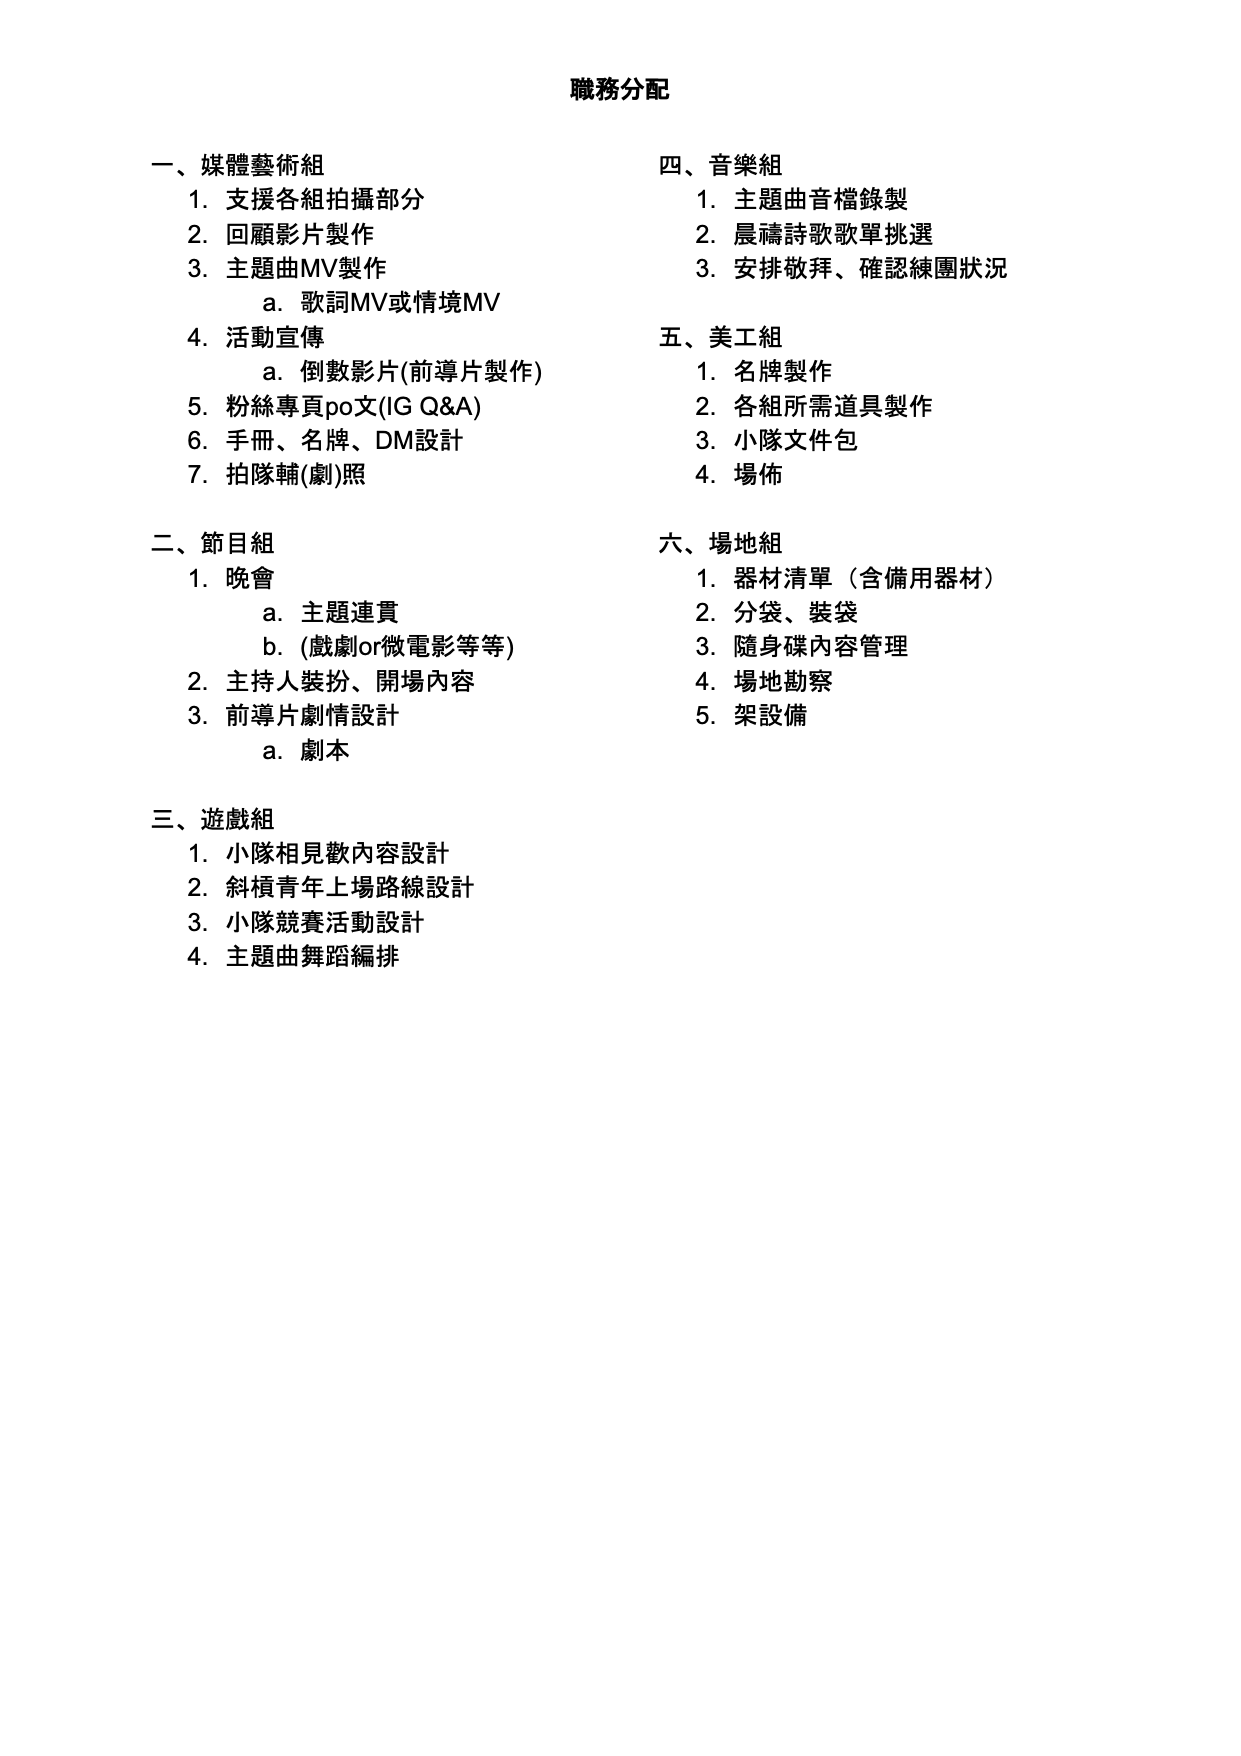 職務分配
一、媒體藝術組
1. 支援各組拍攝部分
2. 回顧影片製作
3. 主題曲MV製作
a. 歌詞MV或情境MV
4. 活動宣傳
a. 倒數影片(前導片製作)
5. 粉絲專頁po文(IG Q&A)
6. 手冊、名牌、DM設計
7. 拍隊輔(劇)照
二、節目組
1. 晚會
a. 主題連貫
b. (戲劇or微電影等等)
2. 主持人裝扮、開場內容
3. 前導片劇情設計
a. 劇本
三、遊戲組
1. 小隊相見歡內容設計
2. 斜槓青年上場路線設計
3. 小隊競賽活動設計
4. 主題曲舞蹈編排
四、音樂組
1. 主題曲音檔錄製
2. 晨禱詩歌歌單挑選
3. 安排敬拜、確認練團狀況
五、美工組
1. 名牌製作
2. 各組所需道具製作
3. 小隊文件包
4. 場佈
六、場地組
1. 器材清單（含備用器材）
2. 分袋、裝袋
3. 隨身碟內容管理
4. 場地勘察
5. 架設備